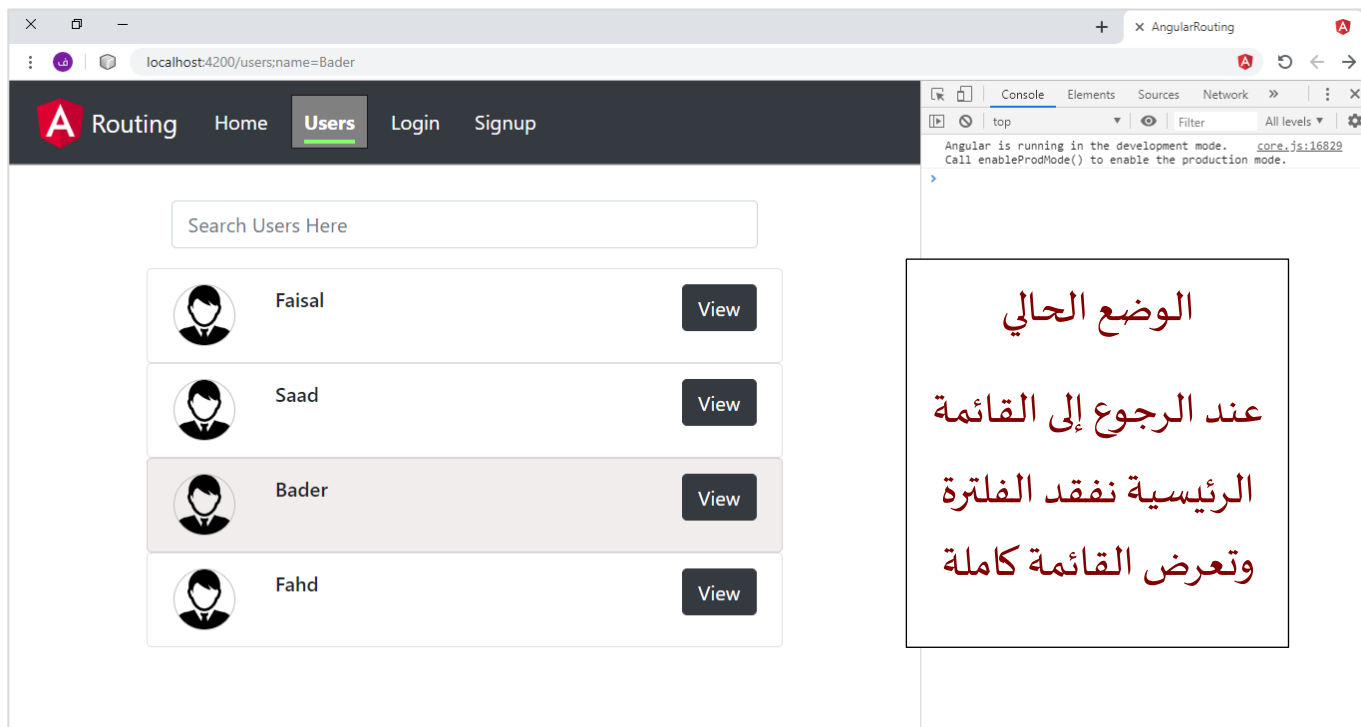 AngularRouting
localhost:4200/users;name=Bader
ف
Routing Home Users Login Signup
Console Elements Sources Network »
top Filter All levels
Angular is running in the development mode. core.js:16829
Call enableProdMode() to enable the production mode.
Search Users Here
Faisal View
Saad View
Bader View
Fahd View
الوضع الحالي
عند الرجوع إلى القائمة
الرئيسية نفقد الفلترة
وتعرض القائمة كاملة